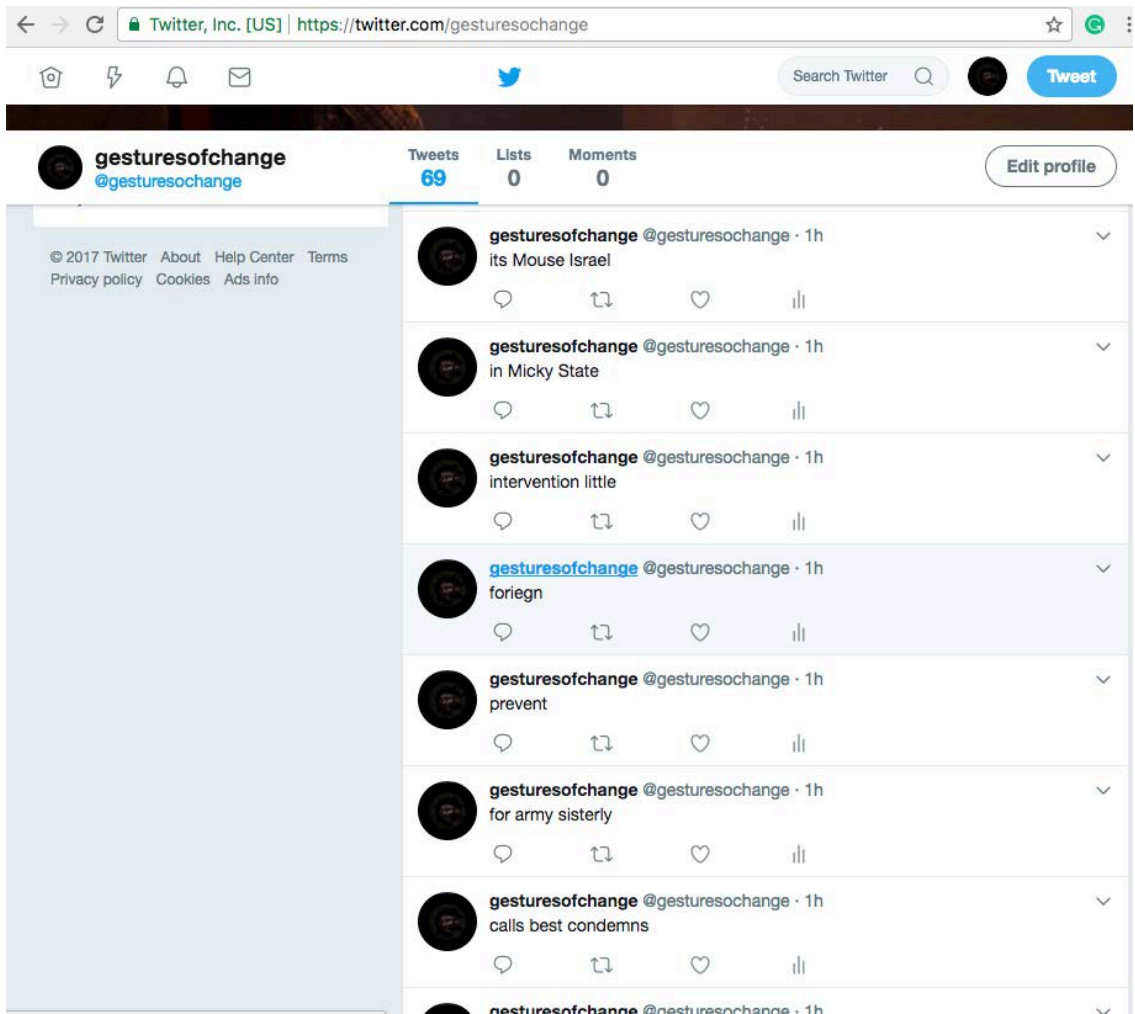 Twitter, Inc. [US] | https://twitter.com/gesturesochange
Search Twitter
Tweet
gesturesofchange
@gesturesochange
Tweets
69
Lists
0
Moments
0
Edit profile
© 2017 Twitter About Help Center Terms
Privacy policy Cookies Ads info
gesturesofchange @gesturesochange · 1h
its Mouse Israel
gesturesofchange @gesturesochange · 1h
in Micky State
gesturesofchange @gesturesochange · 1h
intervention little
gesturesofchange @gesturesochange · 1h
foriegn
gesturesofchange @gesturesochange · 1h
prevent
gesturesofchange @gesturesochange · 1h
for army sisterly
gesturesofchange @gesturesochange · 1h
calls best condemns
gesturesofchange @gesturesochange · 1h